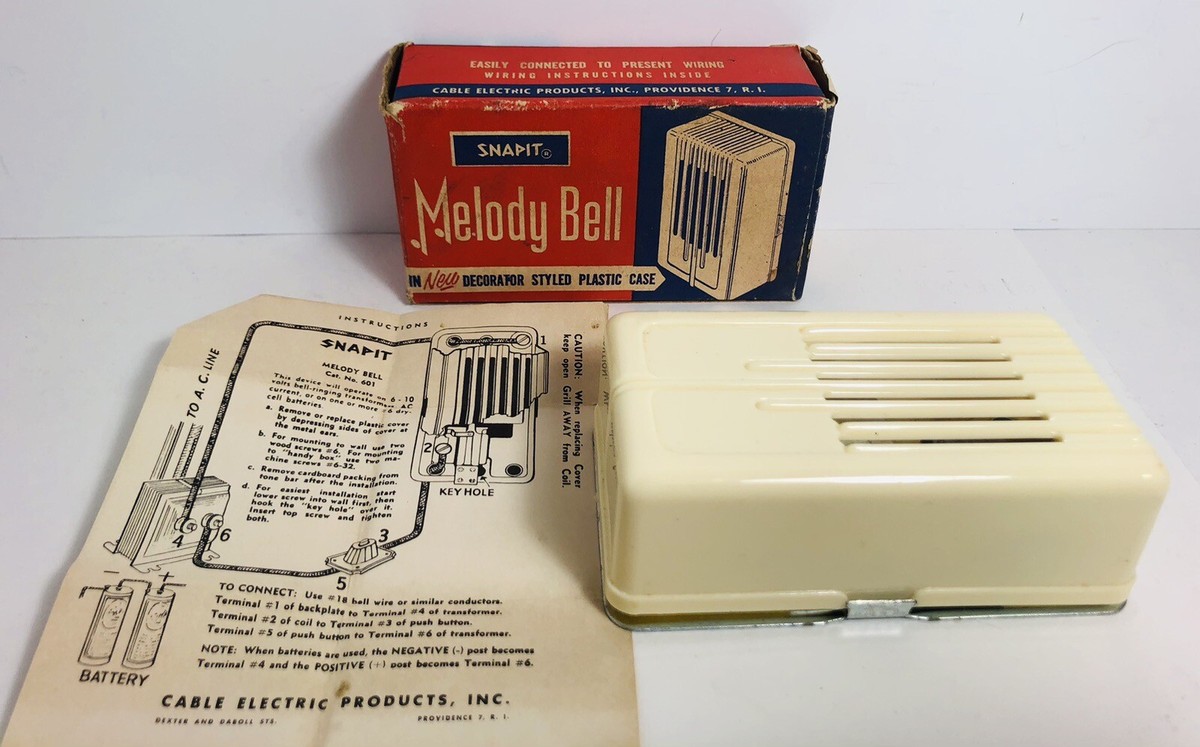 EASILY CONNECTED TO PRESENT WIRING
WIRING INSTRUCTIONS INSIDE
CABLE ELECTRIC PRODUCTS, INC., PROVIDENCE 7, R. I.
SNAPIT®
Melody Bell
IN New DECORATOR STYLED PLASTIC CASE
INSTRUCTIONS
SNAPIT
MELODY BELL
Cat. No. 601
This device will operate on 6 - 10
volts bell-ringing transformer AC
current, or on one or more #6 dry-
cell batteries.
a. Remove or replace plastic cover
by depressing sides of cover at
the metal ears.
b. For mounting to wall use two
wood screws #6. For mounting
to "handy box" use two ma-
chine screws #6-32.
c. Remove cardboard packing from
tone bar after the installation.
d. For easiest installation start
lower screw into wall first, then
hook the "key hole" over it.
Insert top screw and tighten
both.
CAUTION: When replacing Cover
keep open Grill AWAY from Coil.
TO A. C. LINE
1
2
KEY HOLE
3
4
6
5
- +
BATTERY
TO CONNECT: Use #18 bell wire or similar conductors.
Terminal #1 of backplate to Terminal #4 of transformer.
Terminal #2 of coil to Terminal #3 of push button.
Terminal #5 of push button to Terminal #6 of transformer.
NOTE: When batteries are used, the NEGATIVE (-) post becomes
Terminal #4 and the POSITIVE (+) post becomes Terminal #6.
CABLE ELECTRIC PRODUCTS, INC.
DEXTER AND DABOLL STS. PROVIDENCE 7, R. I.